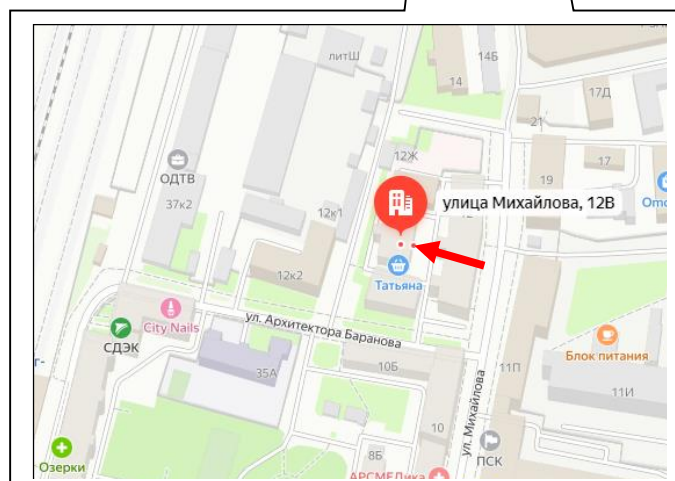 литШ
14Б
14
17Д
21
12Ж
ОДТВ
37к2
17
19
улица Михайлова, 12В
12к1
12к2
Татьяна
City Nails
ул. Архитектора Баранова
СДЭК
35А
10Б
11П
Блок питания
11И
ул. Михайлова
10
8Б
ПСК
Озерки
АРСМЕДика